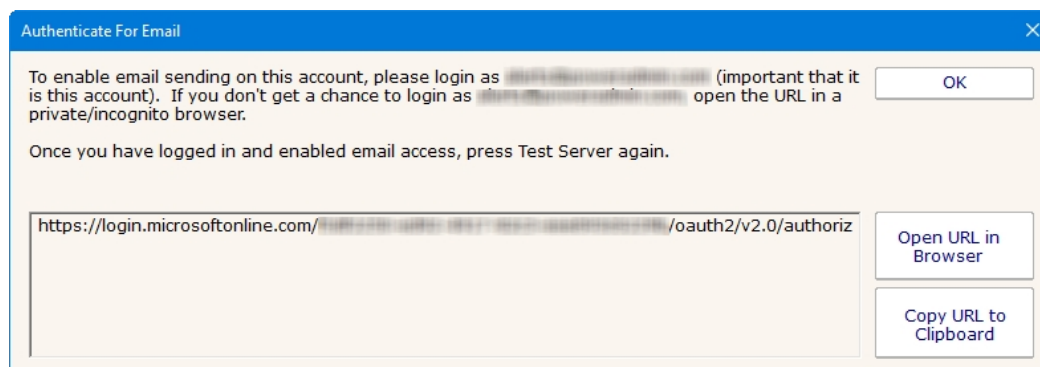 Authenticate For Email
To enable email sending on this account, please login as (important that it
is this account). If you don't get a chance to login as open the URL in a
private/incognito browser.
OK
Once you have logged in and enabled email access, press Test Server again.
https://login.microsoftonline.com/ /oauth2/v2.0/authoriz
Open URL in
Browser
Copy URL to
Clipboard